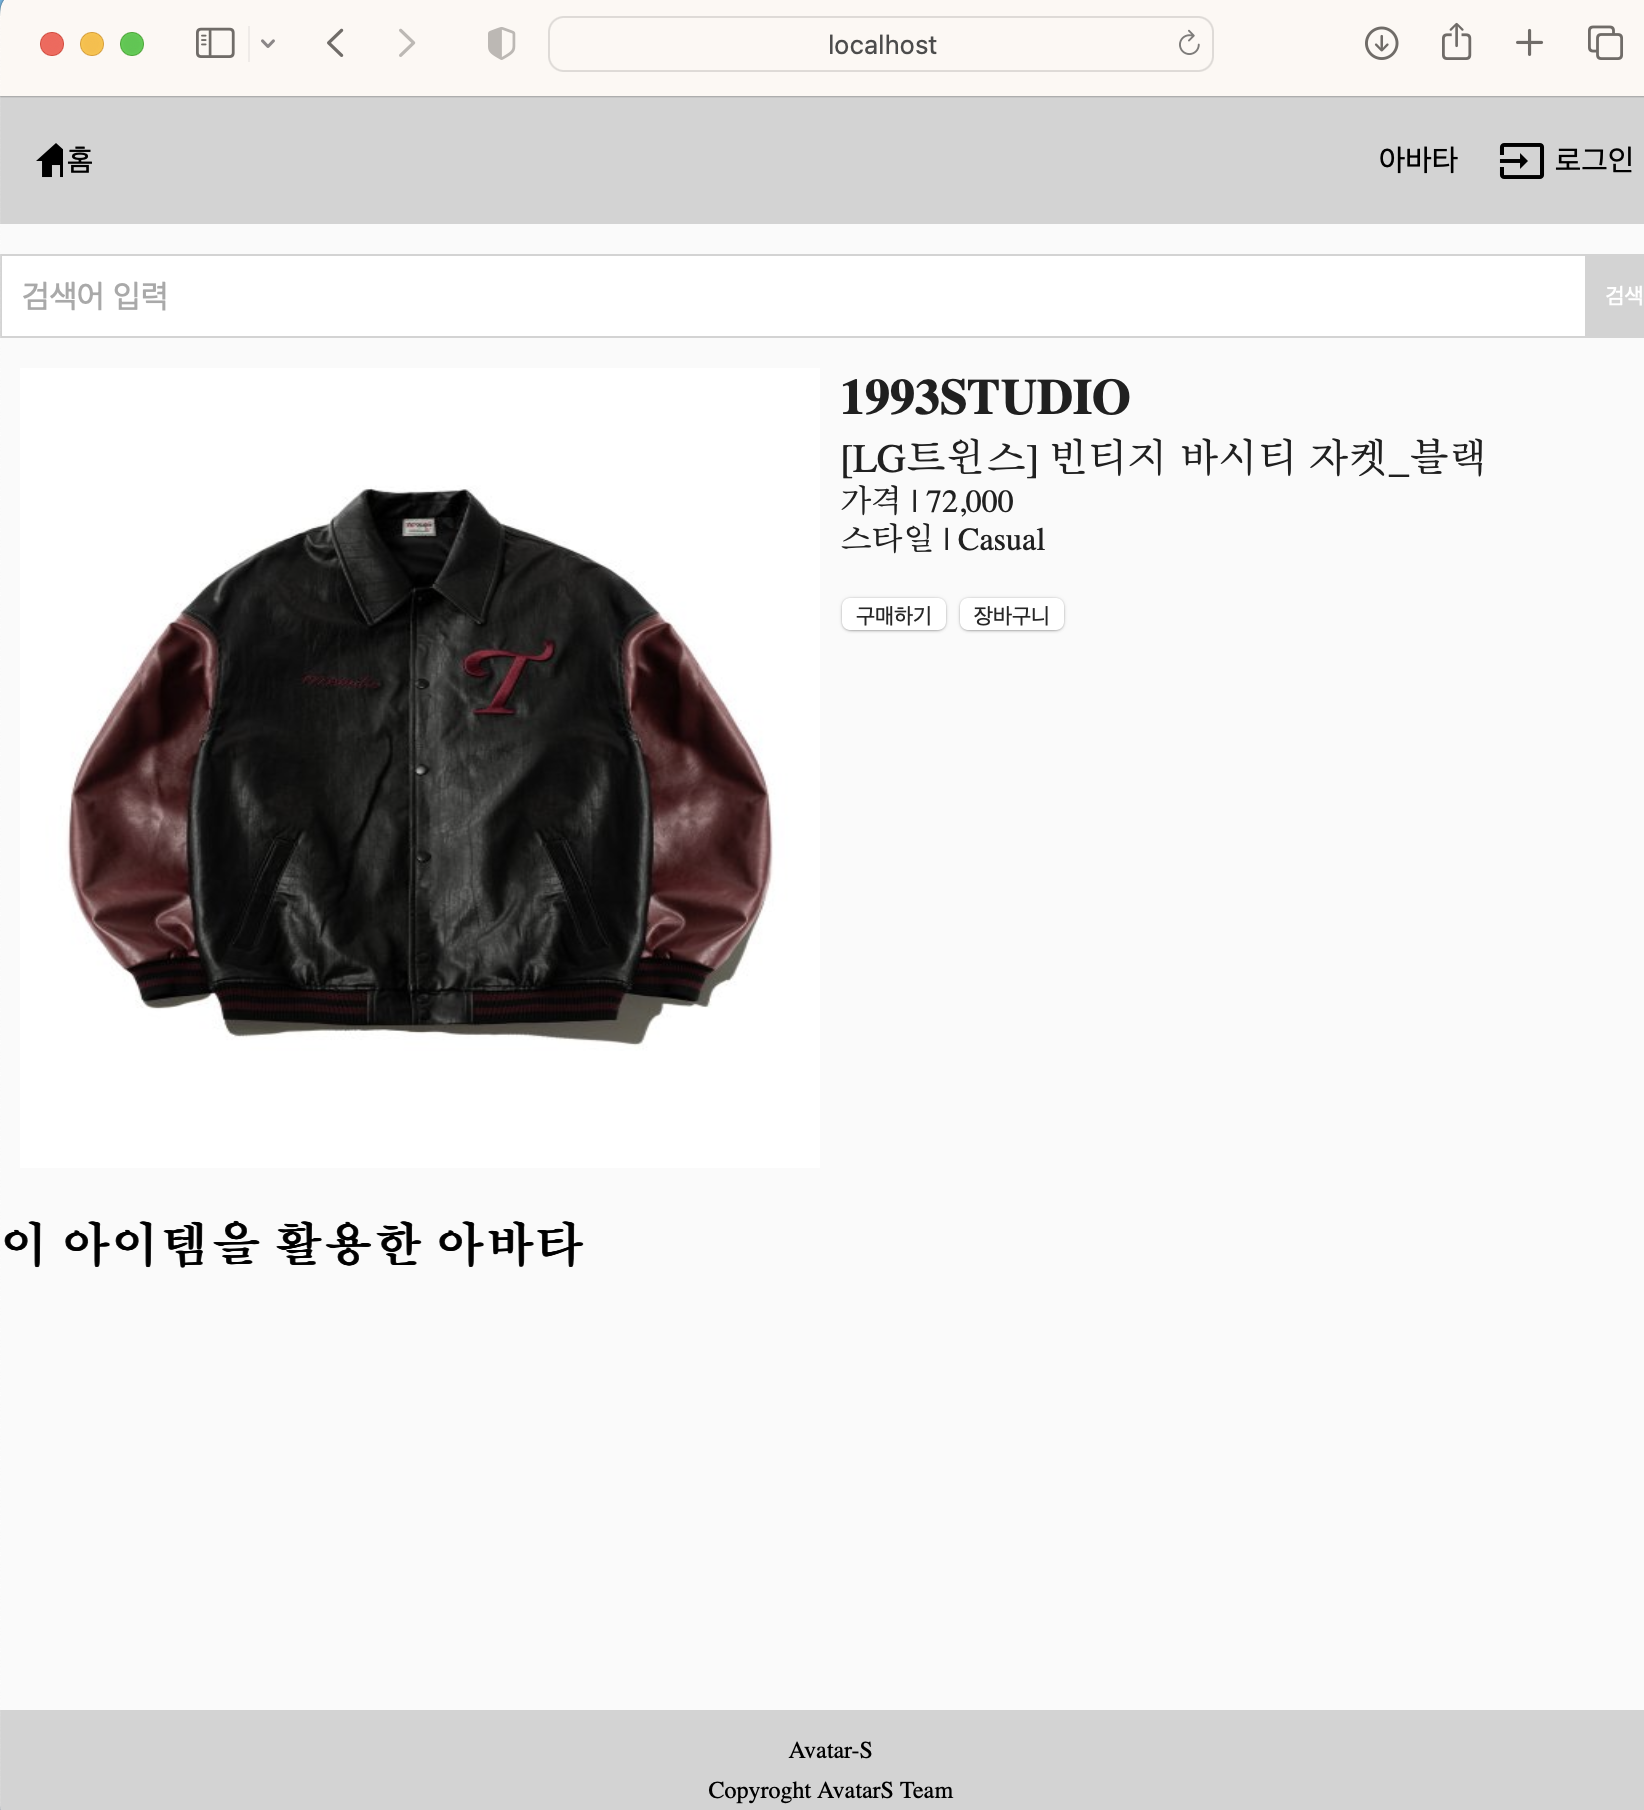 localhost
홈
아바타
로그인
검색어 입력
검색
1993STUDIO
[LG트윈스] 빈티지 바시티 자켓_블랙
가격 | 72,000
스타일 | Casual
구매하기
장바구니
T
이 아이템을 활용한 아바타
Avatar-S
Copyroght AvatarS Team